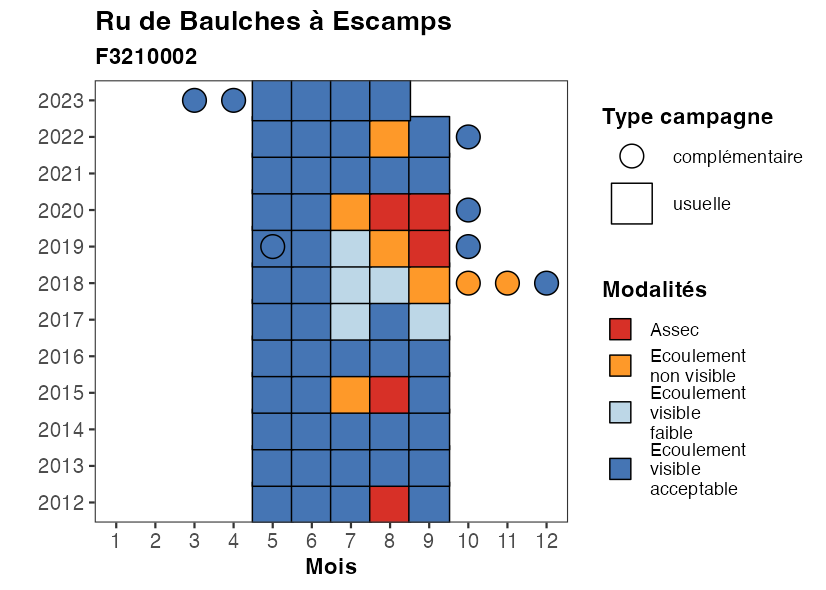 Ru de Baulches à Escamps
F3210002
2023
2022
2021
2020
2019
2018
2017
2016
2015
2014
2013
2012
1 2 3 4 5 6 7 8 9 10 11 12
Mois
Type campagne
complémentaire
usuelle
Modalités
Assec
Ecoulement
non visible
Ecoulement
visible
faible
Ecoulement
visible
acceptable